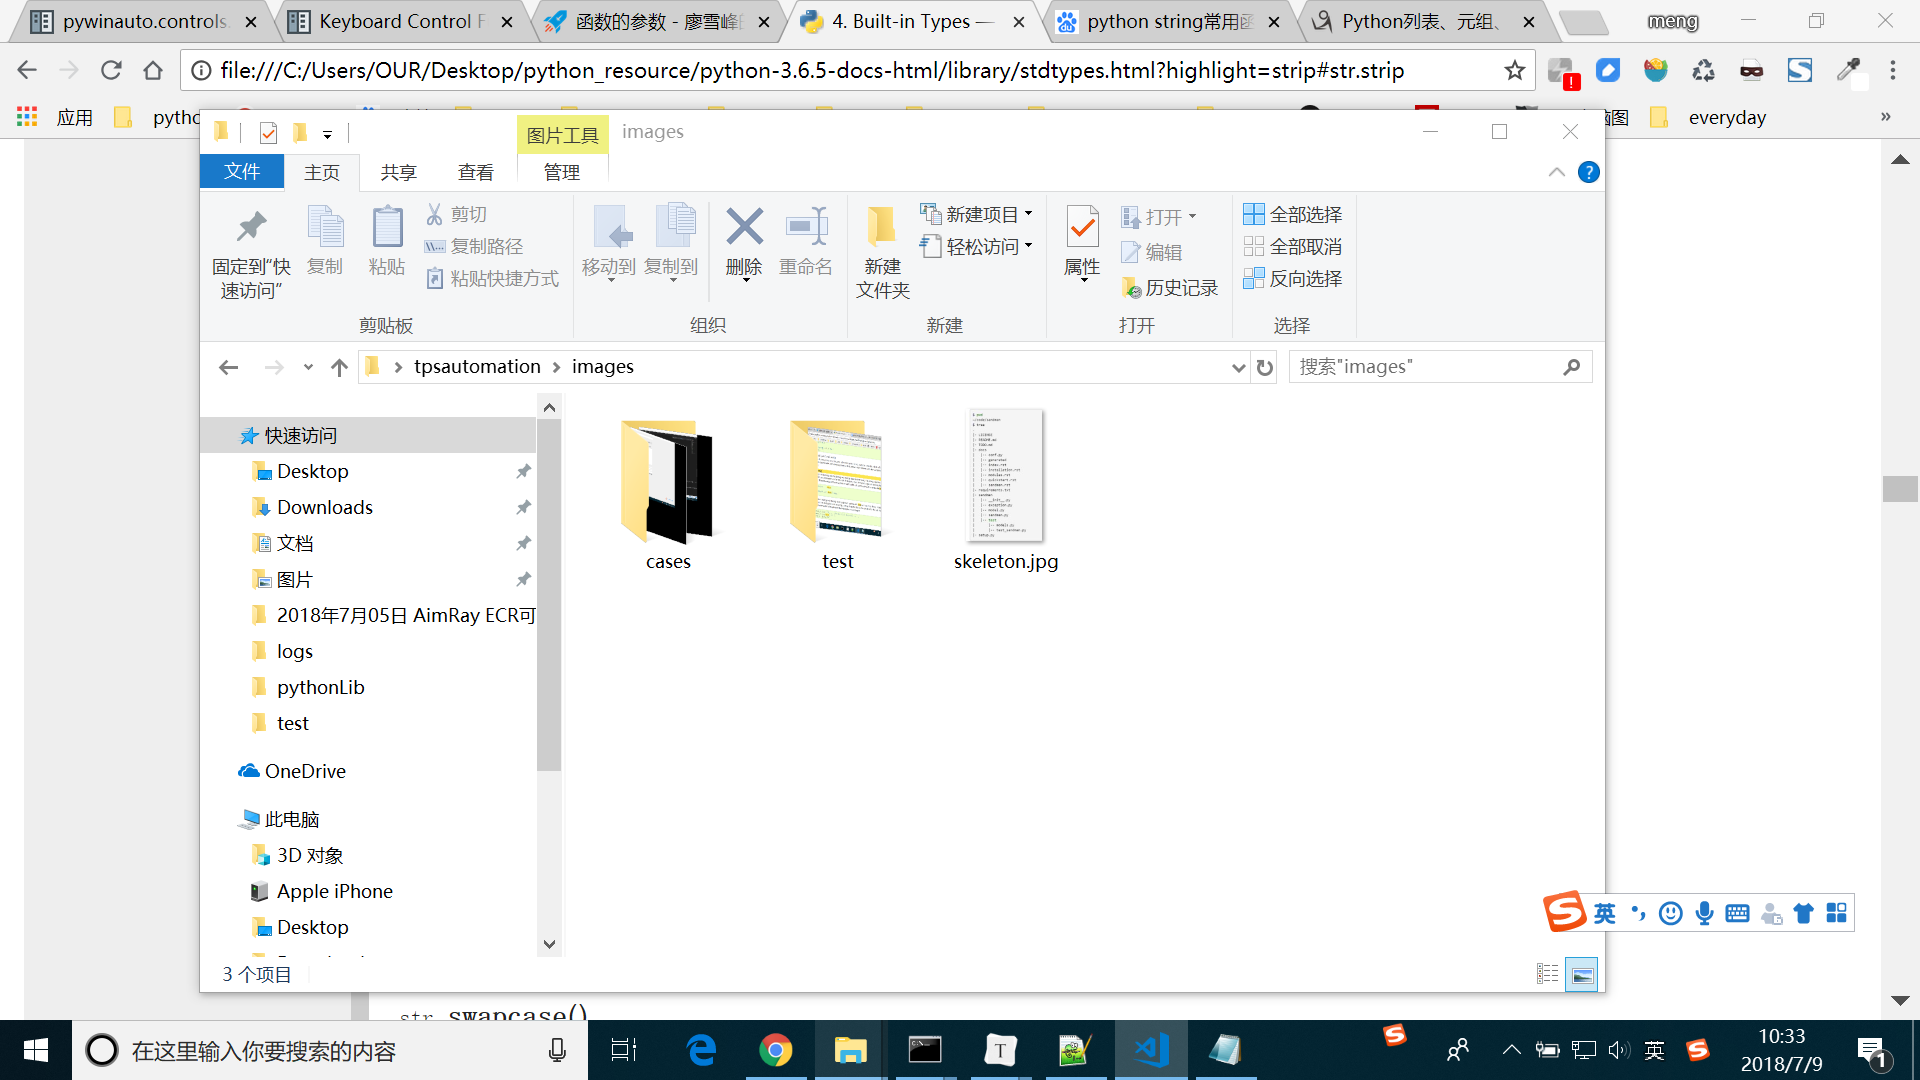 pywinauto.controls.
Keyboard Control F
函数的参数 - 廖雪峰的
4. Built-in Types —
python string常用函
Python列表、元组、
meng
file:///C:/Users/OUR/Desktop/python_resource/python-3.6.5-docs-html/library/stdtypes.html?highlight=strip#str.strip
应用
pytho
脑图
everyday
»
图片工具
images
文件
主页
共享
查看
管理
固定到"快速访问"
复制
粘贴
剪切
复制路径
粘贴快捷方式
移动到
复制到
删除
重命名
新建
文件夹
新建项目
轻松访问
属性
打开
编辑
历史记录
全部选择
全部取消
反向选择
剪贴板
组织
新建
打开
选择
tpsautomation
images
搜索"images"
快速访问
Desktop
Downloads
文档
图片
2018年7月05日 AimRay ECR可
logs
pythonLib
test
OneDrive
此电脑
3D 对象
Apple iPhone
Desktop
cases
test
skeleton.jpg
3 个项目
英
str.swapcase()
在这里输入你要搜索的内容
英
10:33
2018/7/9
1